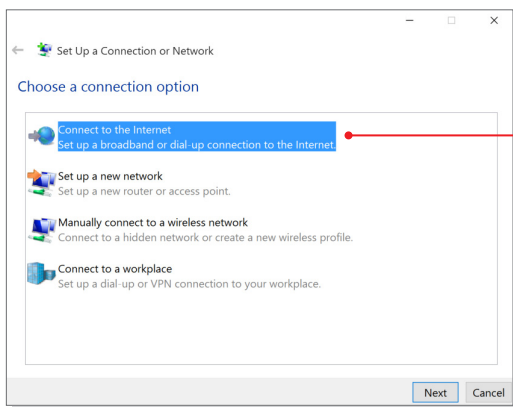 Set Up a Connection or Network
Choose a connection option
Connect to the Internet
Set up a broadband or dial-up connection to the Internet.
Set up a new network
Set up a new router or access point.
Manually connect to a wireless network
Connect to a hidden network or create a new wireless profile.
Connect to a workplace
Set up a dial-up or VPN connection to your workplace.
Next Cancel